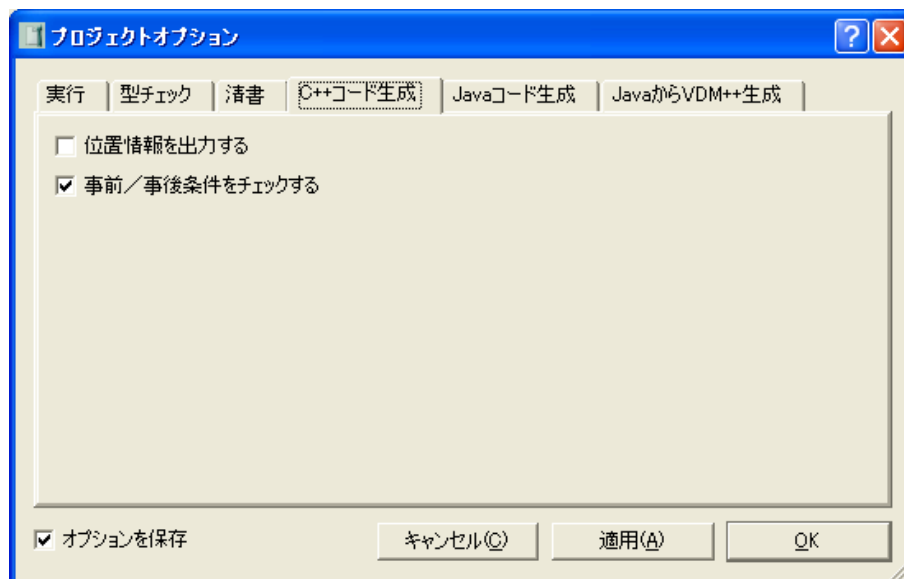 プロジェクトオプション
実行 型チェック 清書 C++コード生成 Javaコード生成 JavaからVDM++生成
位置情報を出力する
事前／事後条件をチェックする
オプションを保存 キャンセル(C) 適用(A) OK